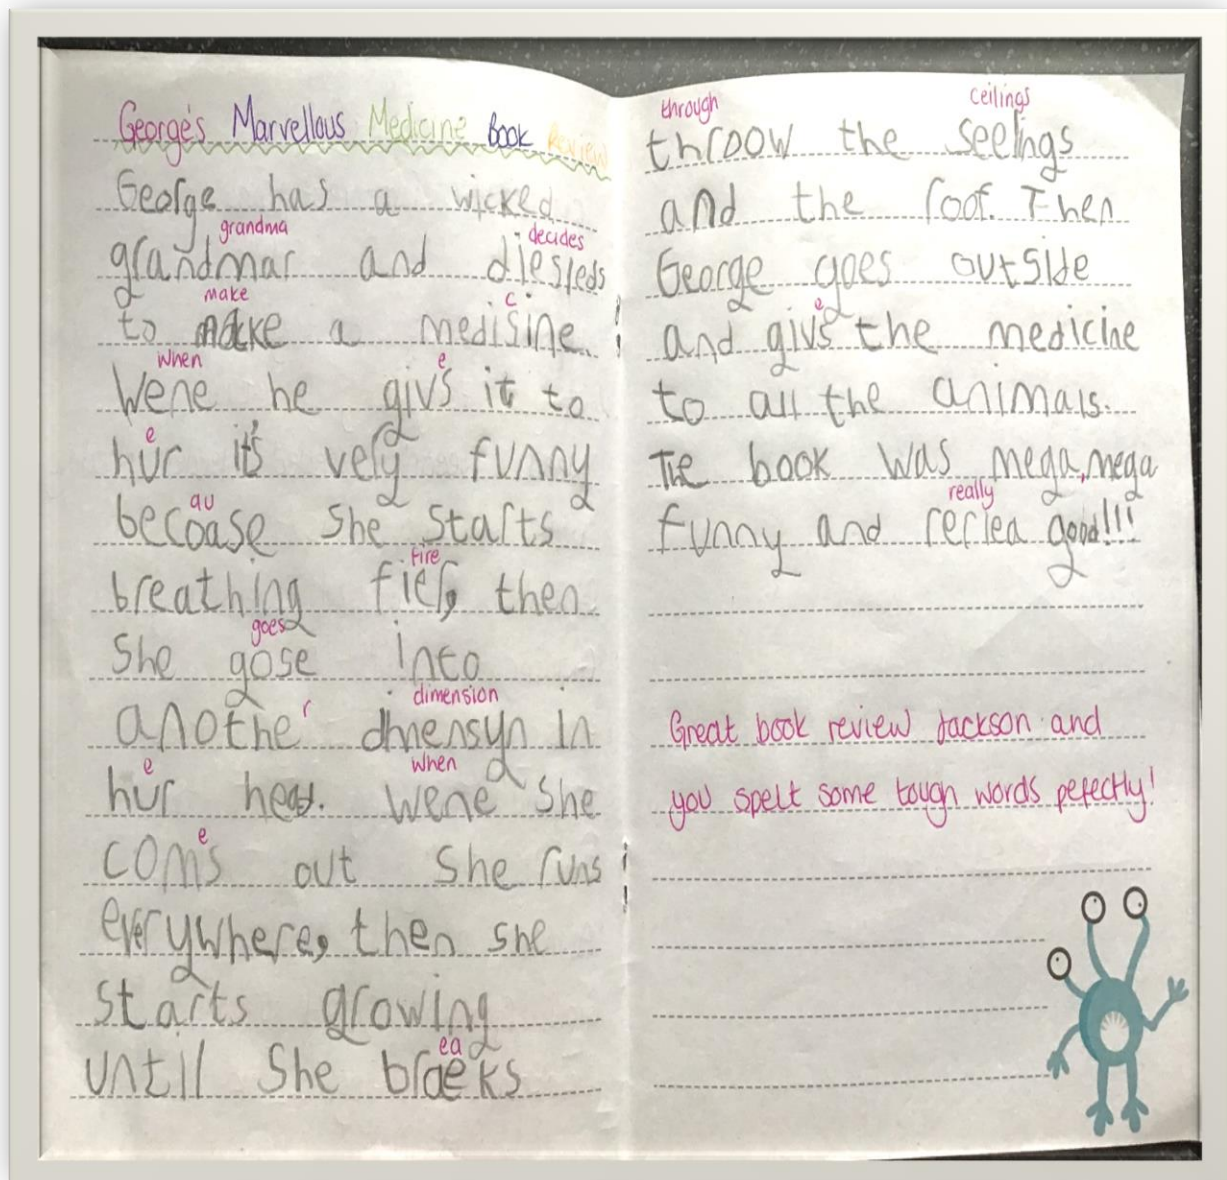 George's Marvellous Medicine Book Review
George has a wicked
grandma decides
grandmar and diesieds
make c
to make a medisine.
when e
Wene he givs it to
e
hur it's very funny
au
becoase she starts
fire
breathing fier, then
goes
She gose into
r dimension
anothe dmensyn in
e when
hur head. wene she
e
coms out she runs
everywhere, then she
starts growing
ea
until she braeks
through ceilings
throow the seelings
and the roof. Then
George goes outside
e
and givs the medicine
to all the animals.
The book was mega, mega
really
funny and rerlea good!!!
Great book review Jackson and
you spelt some tough words pefectly!